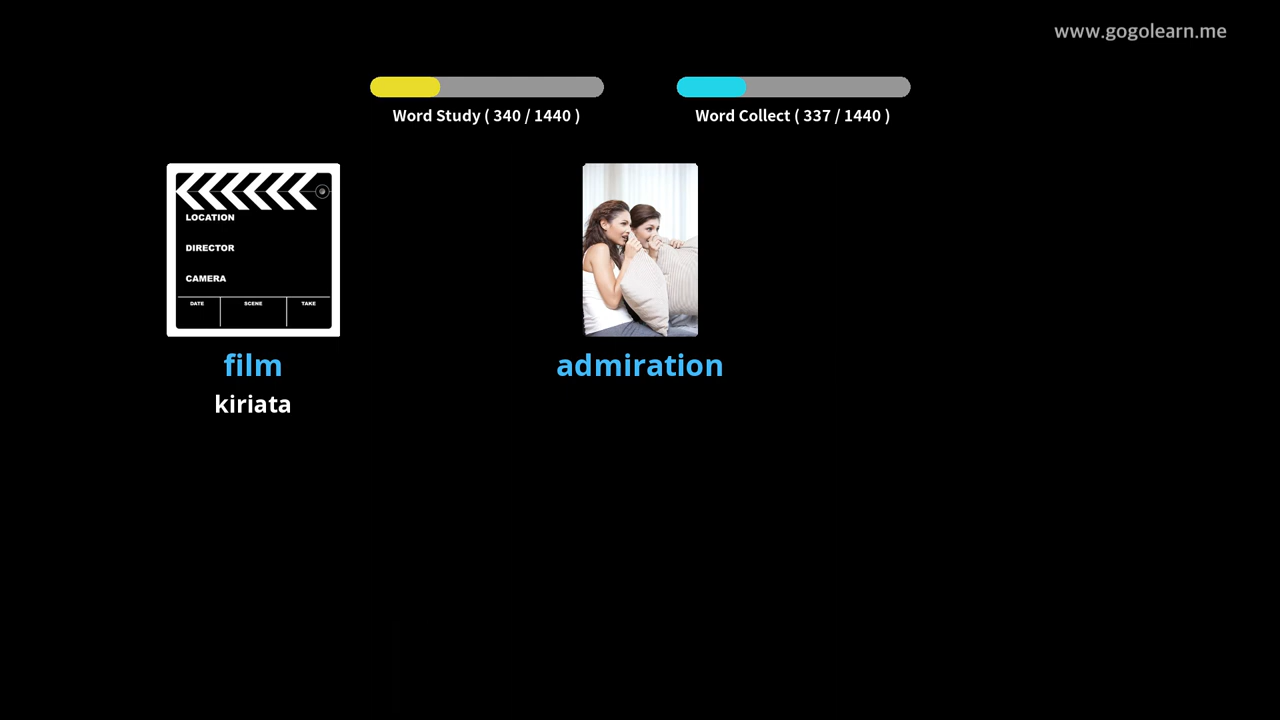 www.gogolearn.me
Word Study ( 340 / 1440 )
Word Collect ( 337 / 1440 )
LOCATION
DIRECTOR
CAMERA
DATE
SCENE
TAKE
film
admiration
kiriata